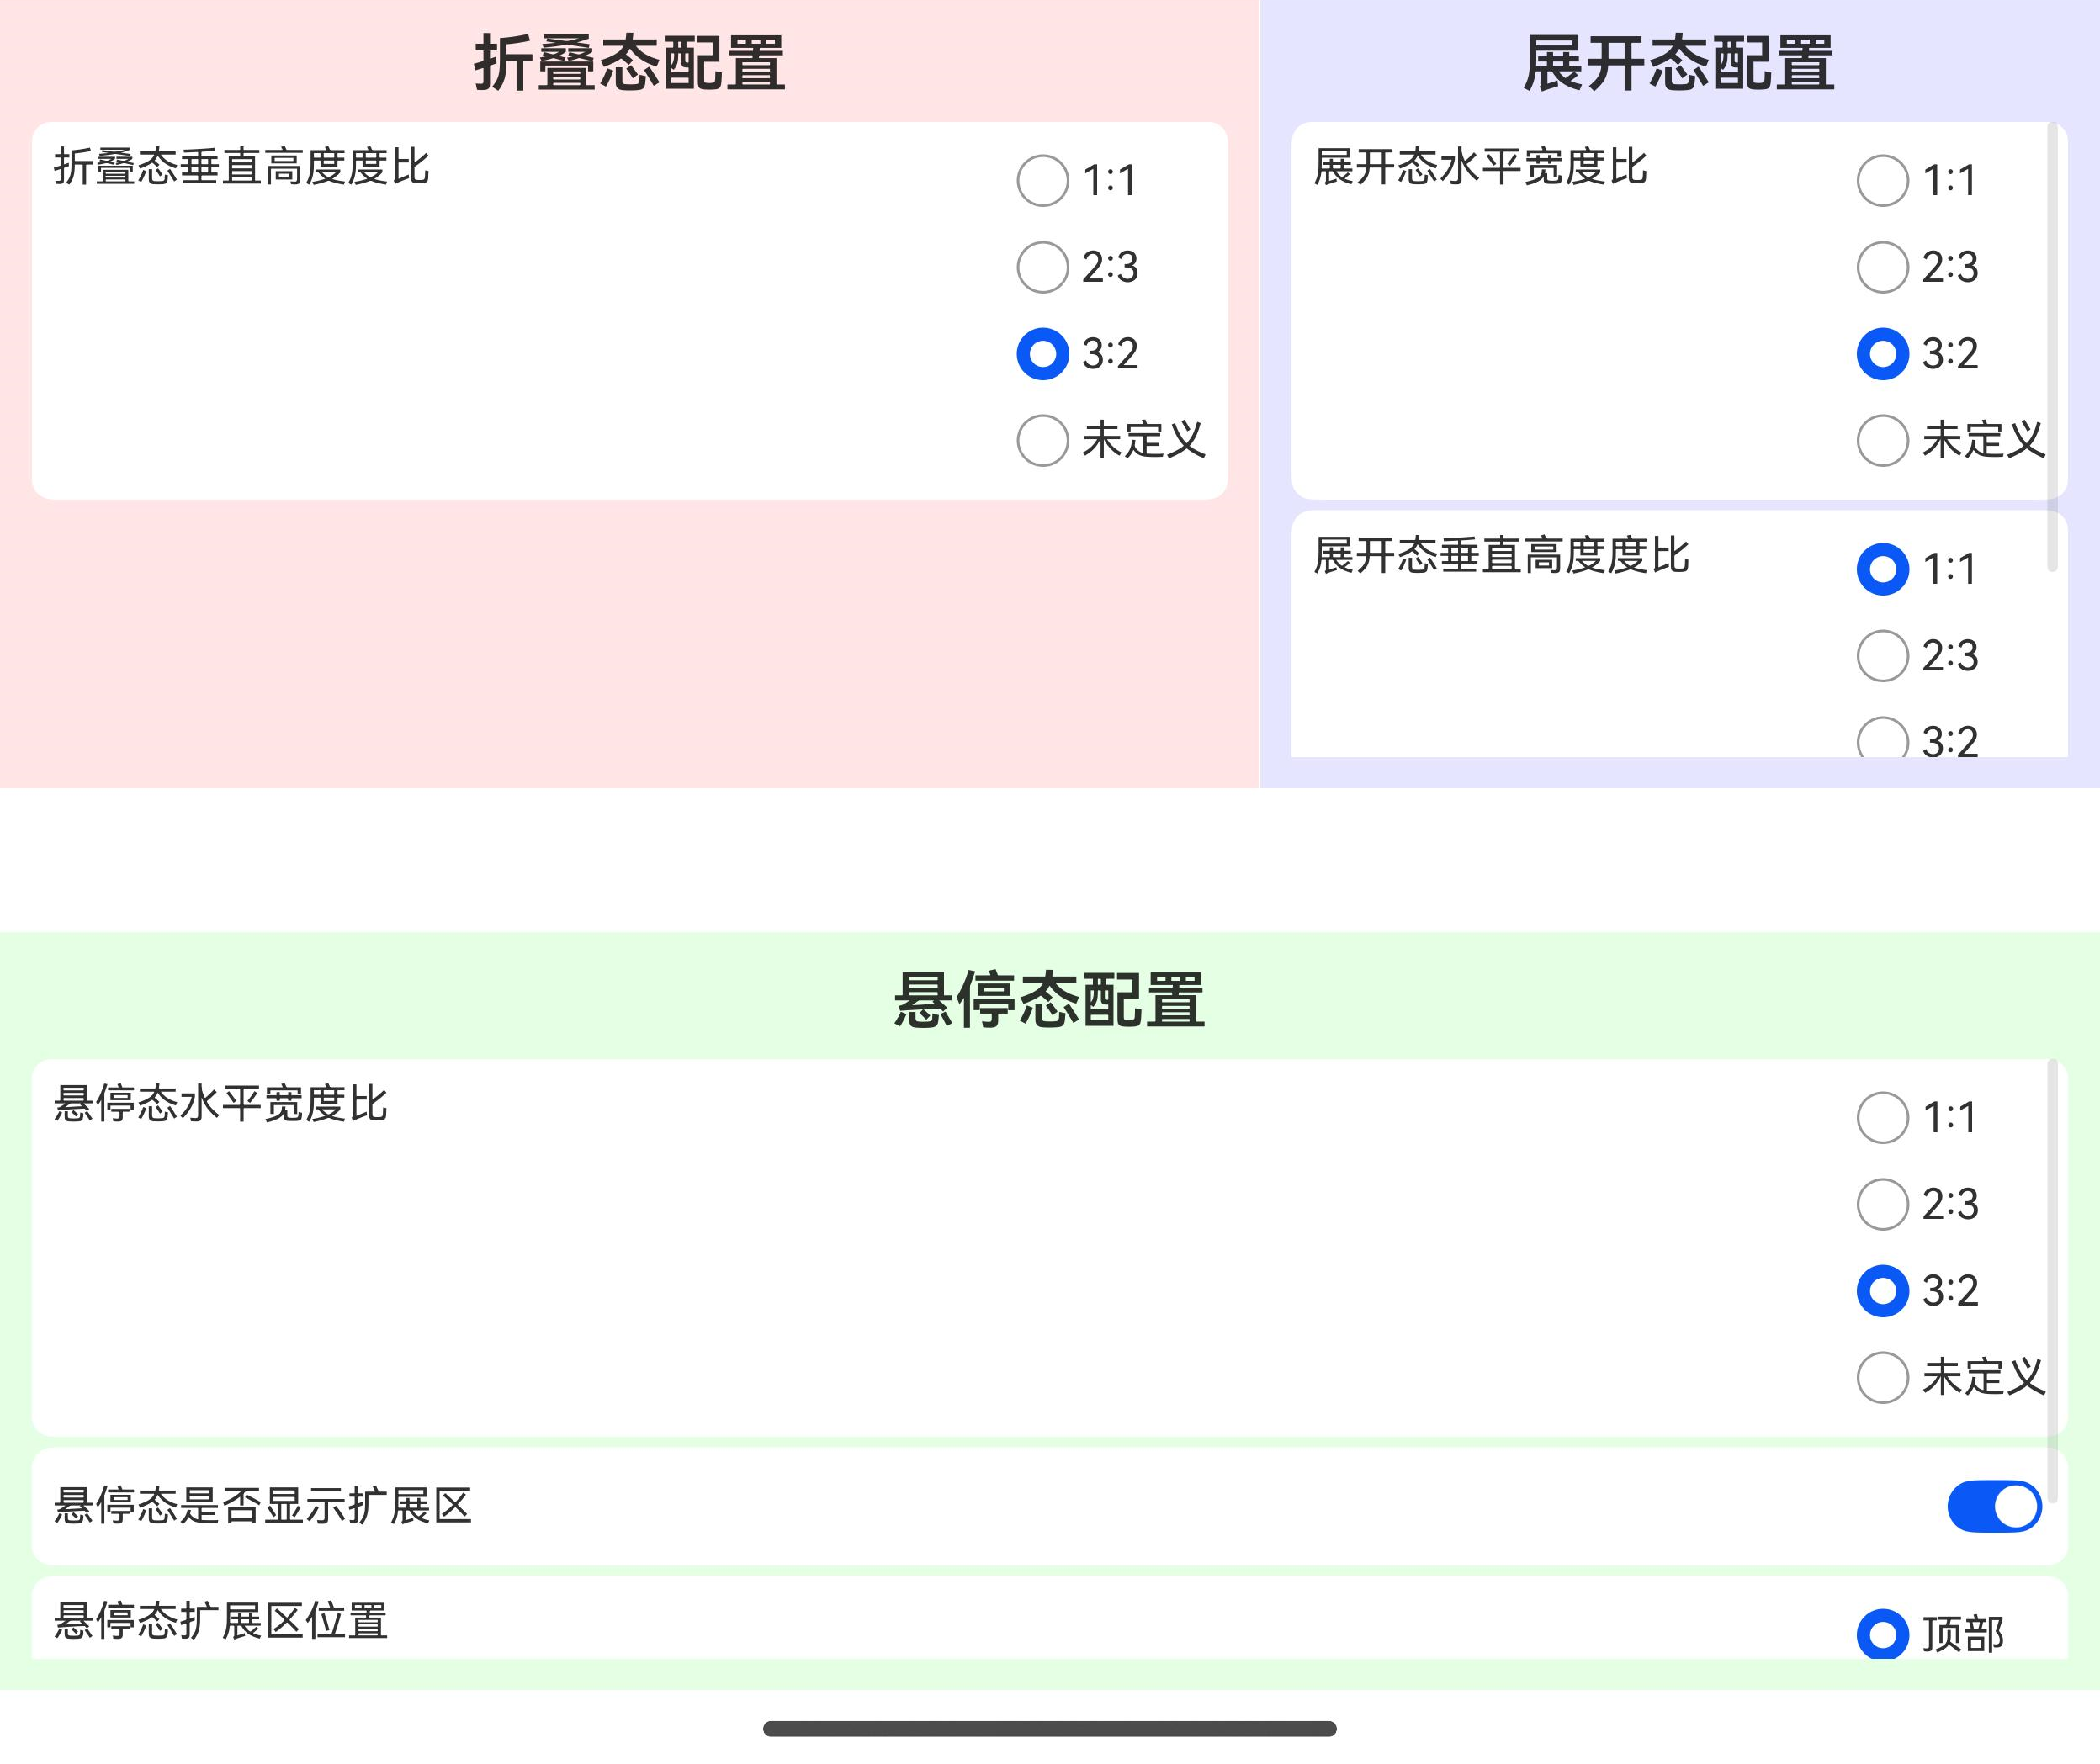 折叠态配置
折叠态垂直高度度比
1:1
2:3
3:2
未定义
展开态配置
展开态水平宽度比
1:1
2:3
3:2
未定义
展开态垂直高度度比
1:1
2:3
3:2
悬停态配置
悬停态水平宽度比
1:1
2:3
3:2
未定义
悬停态是否显示扩展区
悬停态扩展区位置
顶部